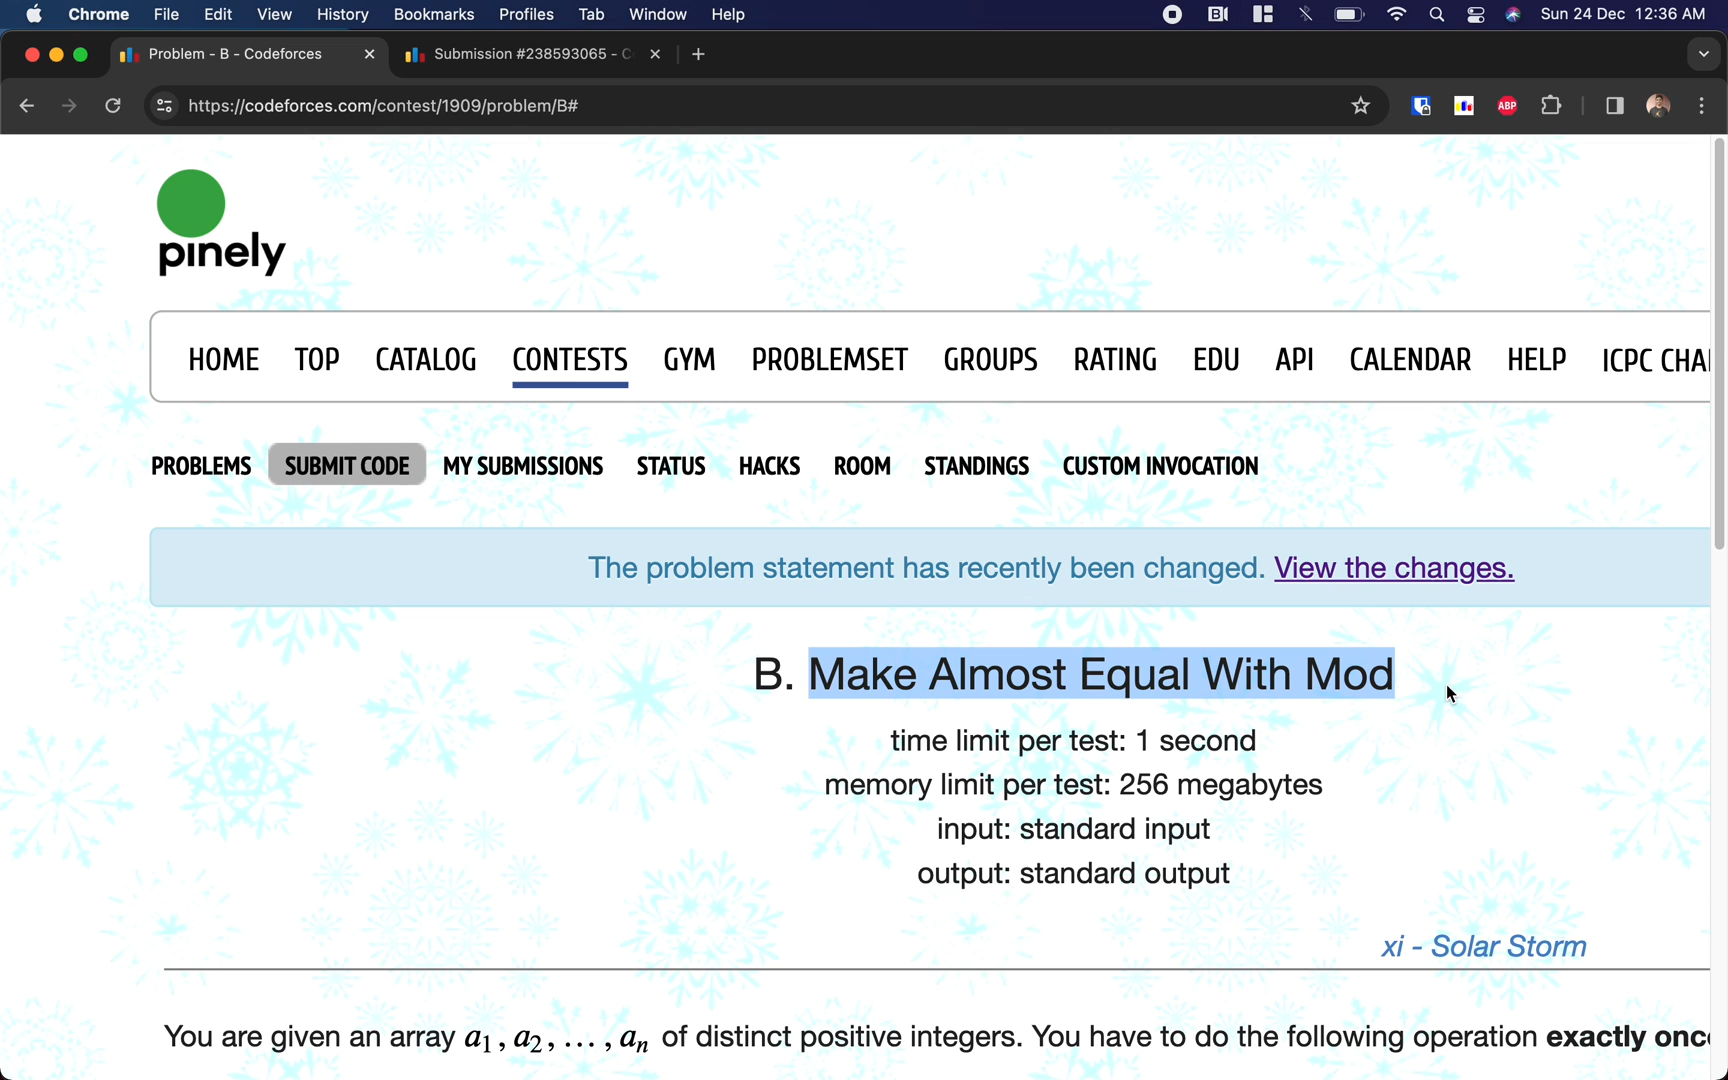 Chrome File Edit View History Bookmarks Profiles Tab Window Help Sun 24 Dec 12:36 AM
Problem - B - Codeforces Submission #238593065 - C
https://codeforces.com/contest/1909/problem/B#
ABP
pinely
HOME TOP CATALOG CONTESTS GYM PROBLEMSET GROUPS RATING EDU API CALENDAR HELP ICPC CHA
PROBLEMS SUBMIT CODE MY SUBMISSIONS STATUS HACKS ROOM STANDINGS CUSTOM INVOCATION
The problem statement has recently been changed. View the changes.
B. Make Almost Equal With Mod
time limit per test: 1 second
memory limit per test: 256 megabytes
input: standard input
output: standard output
xi - Solar Storm
You are given an array a₁, a₂, …, aₙ of distinct positive integers. You have to do the following operation exactly onc